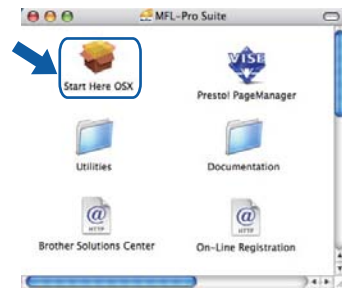 MFL-Pro Suite
Start Here OSX
VISE
Presto! PageManager
Utilities
Documentation
@
HTTP
@
HTTP
Brother Solutions Center
On-Line Registration